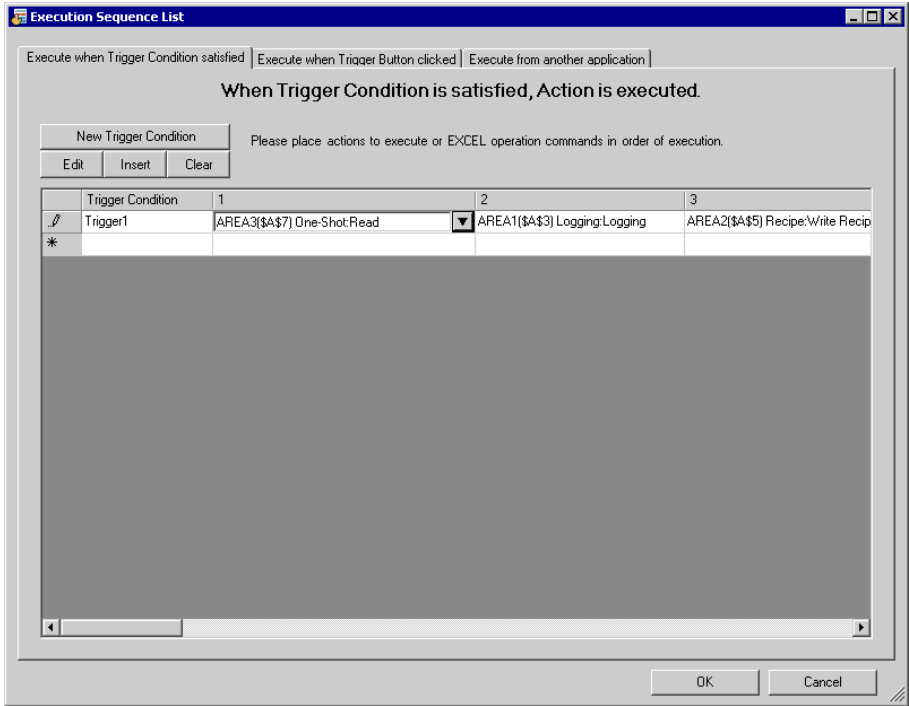 Execution Sequence List
Execute when Trigger Condition satisfied Execute when Trigger Button clicked Execute from another application
When Trigger Condition is satisfied, Action is executed.
New Trigger Condition
Please place actions to execute or EXCEL operation commands in order of execution.
Edit Insert Clear
Trigger Condition 1 2 3
Trigger1 AREA3($A$7) One-Shot:Read AREA1($A$3) Logging:Logging AREA2($A$5) Recipe:Write Recip
OK Cancel